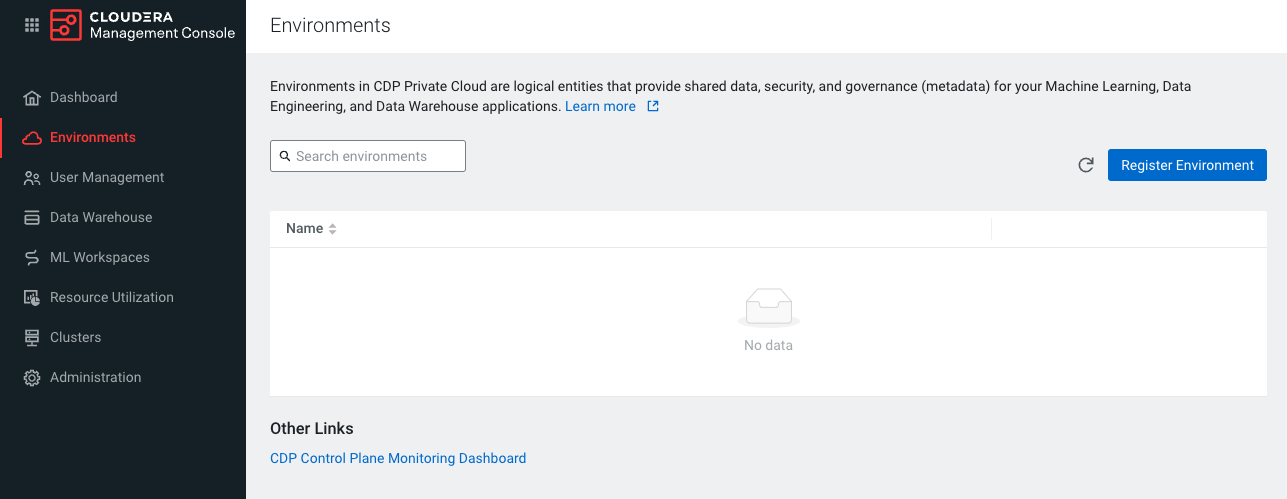 CLOUDERA
Management Console
Dashboard
Environments
User Management
Data Warehouse
ML Workspaces
Resource Utilization
Clusters
Administration
Environments
Environments in CDP Private Cloud are logical entities that provide shared data, security, and governance (metadata) for your Machine Learning, Data
Engineering, and Data Warehouse applications. Learn more
Search environments
Register Environment
Name
No data
Other Links
CDP Control Plane Monitoring Dashboard